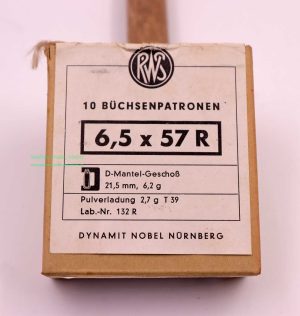 RWS
10 BÜCHSENPATRONEN
6,5 x 57 R
D-Mantel-Geschoß
21,5 mm, 6,2 g
Pulverladung 2,7 g T 39
Lab.-Nr. 132 R
DYNAMIT NOBEL NÜRNBERG